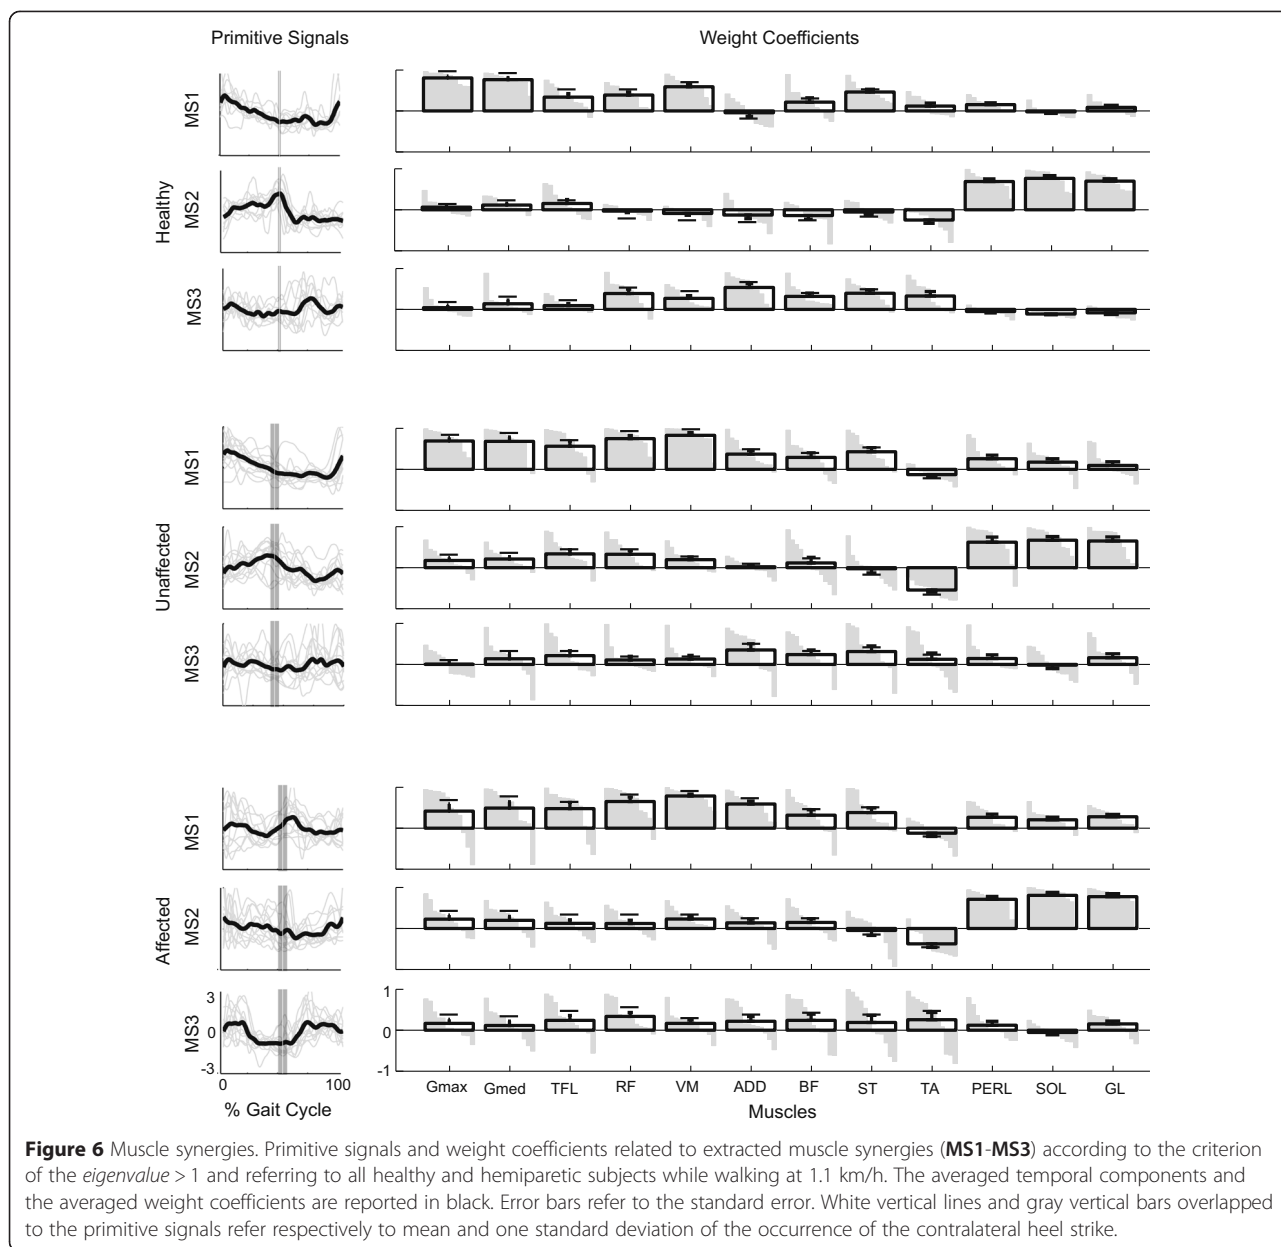 Primitive Signals
Weight Coefficients
Healthy
MS1
MS2
MS3
Unaffected
MS1
MS2
MS3
Affected
MS1
MS2
MS3
3
0
-3
0
100
% Gait Cycle
1
0
-1
Gmax
Gmed
TFL
RF
VM
ADD
BF
ST
TA
PERL
SOL
GL
Muscles
Figure 6 Muscle synergies. Primitive signals and weight coefficients related to extracted muscle synergies (MS1-MS3) according to the criterion
of the eigenvalue > 1 and referring to all healthy and hemiparetic subjects while walking at 1.1 km/h. The averaged temporal components and
the averaged weight coefficients are reported in black. Error bars refer to the standard error. White vertical lines and gray vertical bars overlapped
to the primitive signals refer respectively to mean and one standard deviation of the occurrence of the contralateral heel strike.